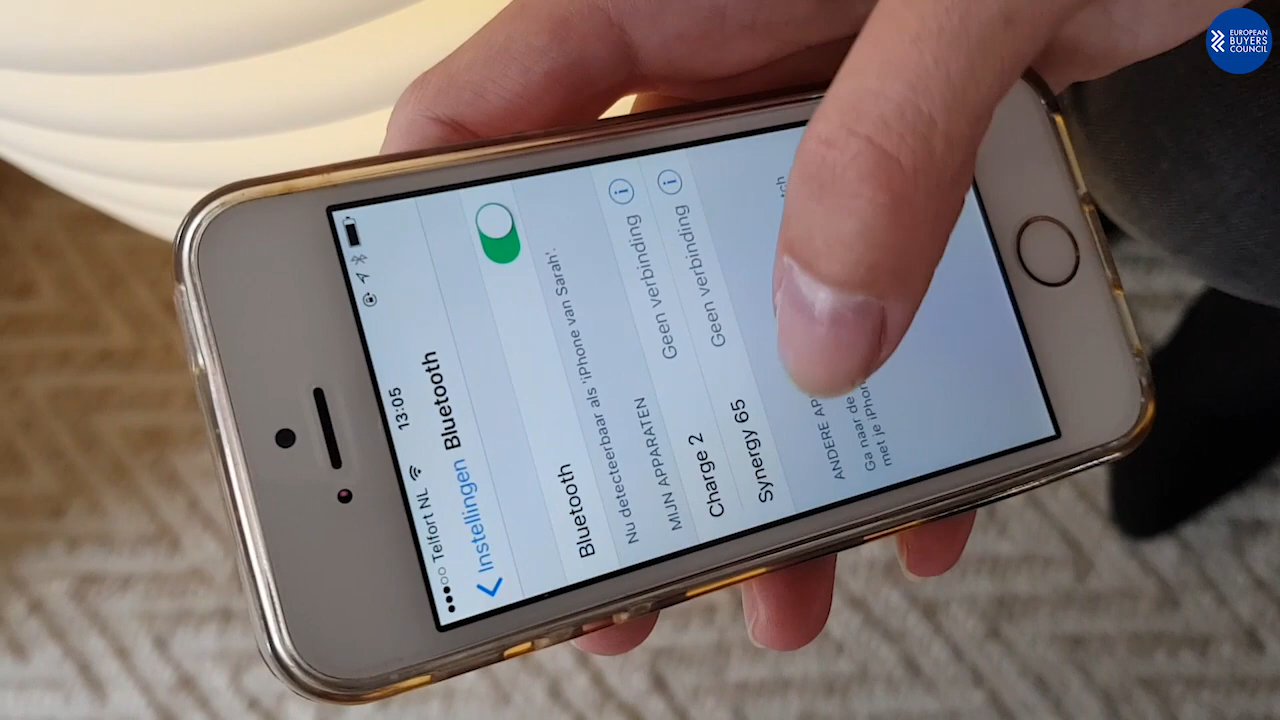 Telfort NL 13:05
Instellingen Bluetooth
Bluetooth
Nu detecteerbaar als 'iPhone van Sarah'.
MIJN APPARATEN
Charge 2 Geen verbinding
Synergy 65 Geen verbinding
ANDERE AP
Ga naar de
met je iPhone
EUROPEAN
BUYERS
COUNCIL